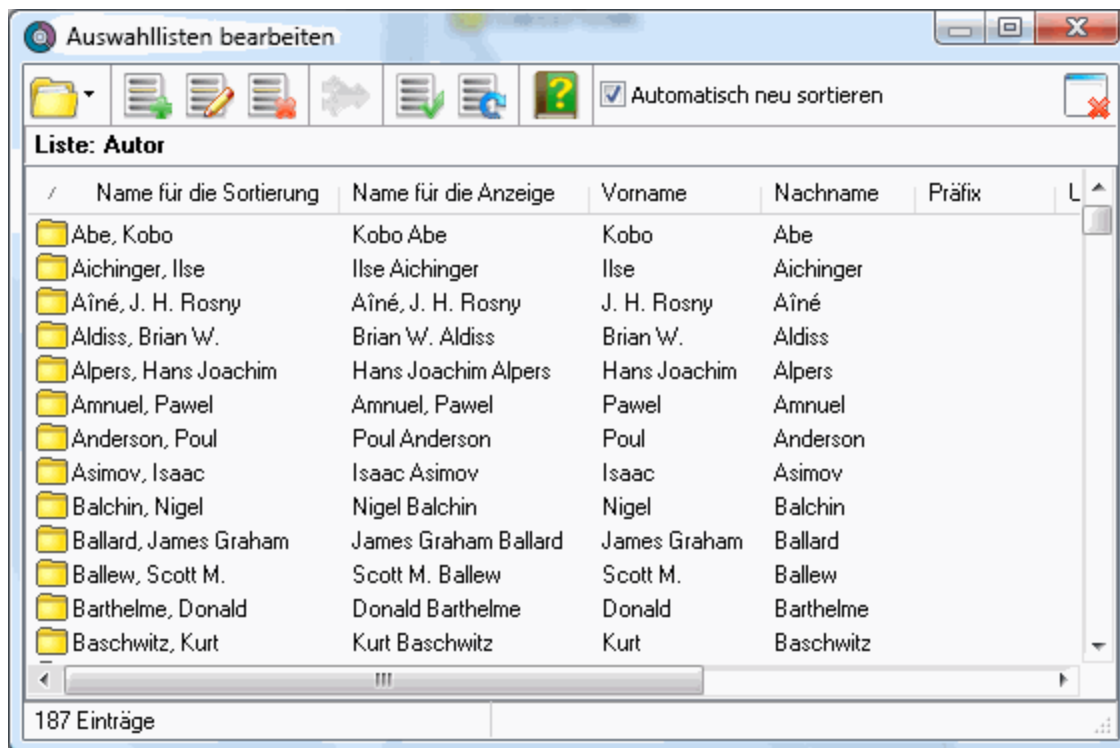 Auswahllisten bearbeiten
Automatisch neu sortieren
Liste: Autor
Name für die Sortierung Name für die Anzeige Vorname Nachname Präfix L
Abe, Kobo Kobo Abe Kobo Abe
Aichinger, Ilse Ilse Aichinger Ilse Aichinger
Aîné, J. H. Rosny Aîné, J. H. Rosny J. H. Rosny Aîné
Aldiss, Brian W. Brian W. Aldiss Brian W. Aldiss
Alpers, Hans Joachim Hans Joachim Alpers Hans Joachim Alpers
Amnuel, Pawel Amnuel, Pawel Pawel Amnuel
Anderson, Poul Poul Anderson Poul Anderson
Asimov, Isaac Isaac Asimov Isaac Asimov
Balchin, Nigel Nigel Balchin Nigel Balchin
Ballard, James Graham James Graham Ballard James Graham Ballard
Ballew, Scott M. Scott M. Ballew Scott M. Ballew
Barthelme, Donald Donald Barthelme Donald Barthelme
Baschwitz, Kurt Kurt Baschwitz Kurt Baschwitz
187 Einträge